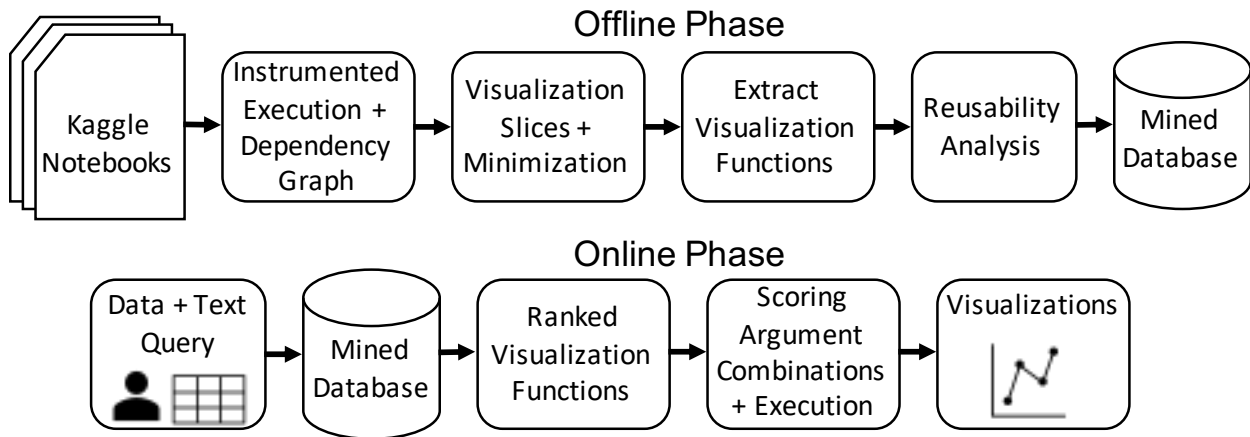 Offline Phase
Kaggle
Notebooks
Instrumented
Execution +
Dependency
Graph
Visualization
Slices +
Minimization
Extract
Visualization
Functions
Reusability
Analysis
Mined
Database
Online Phase
Data + Text
Query
Mined
Database
Ranked
Visualization
Functions
Scoring
Argument
Combinations
+ Execution
Visualizations